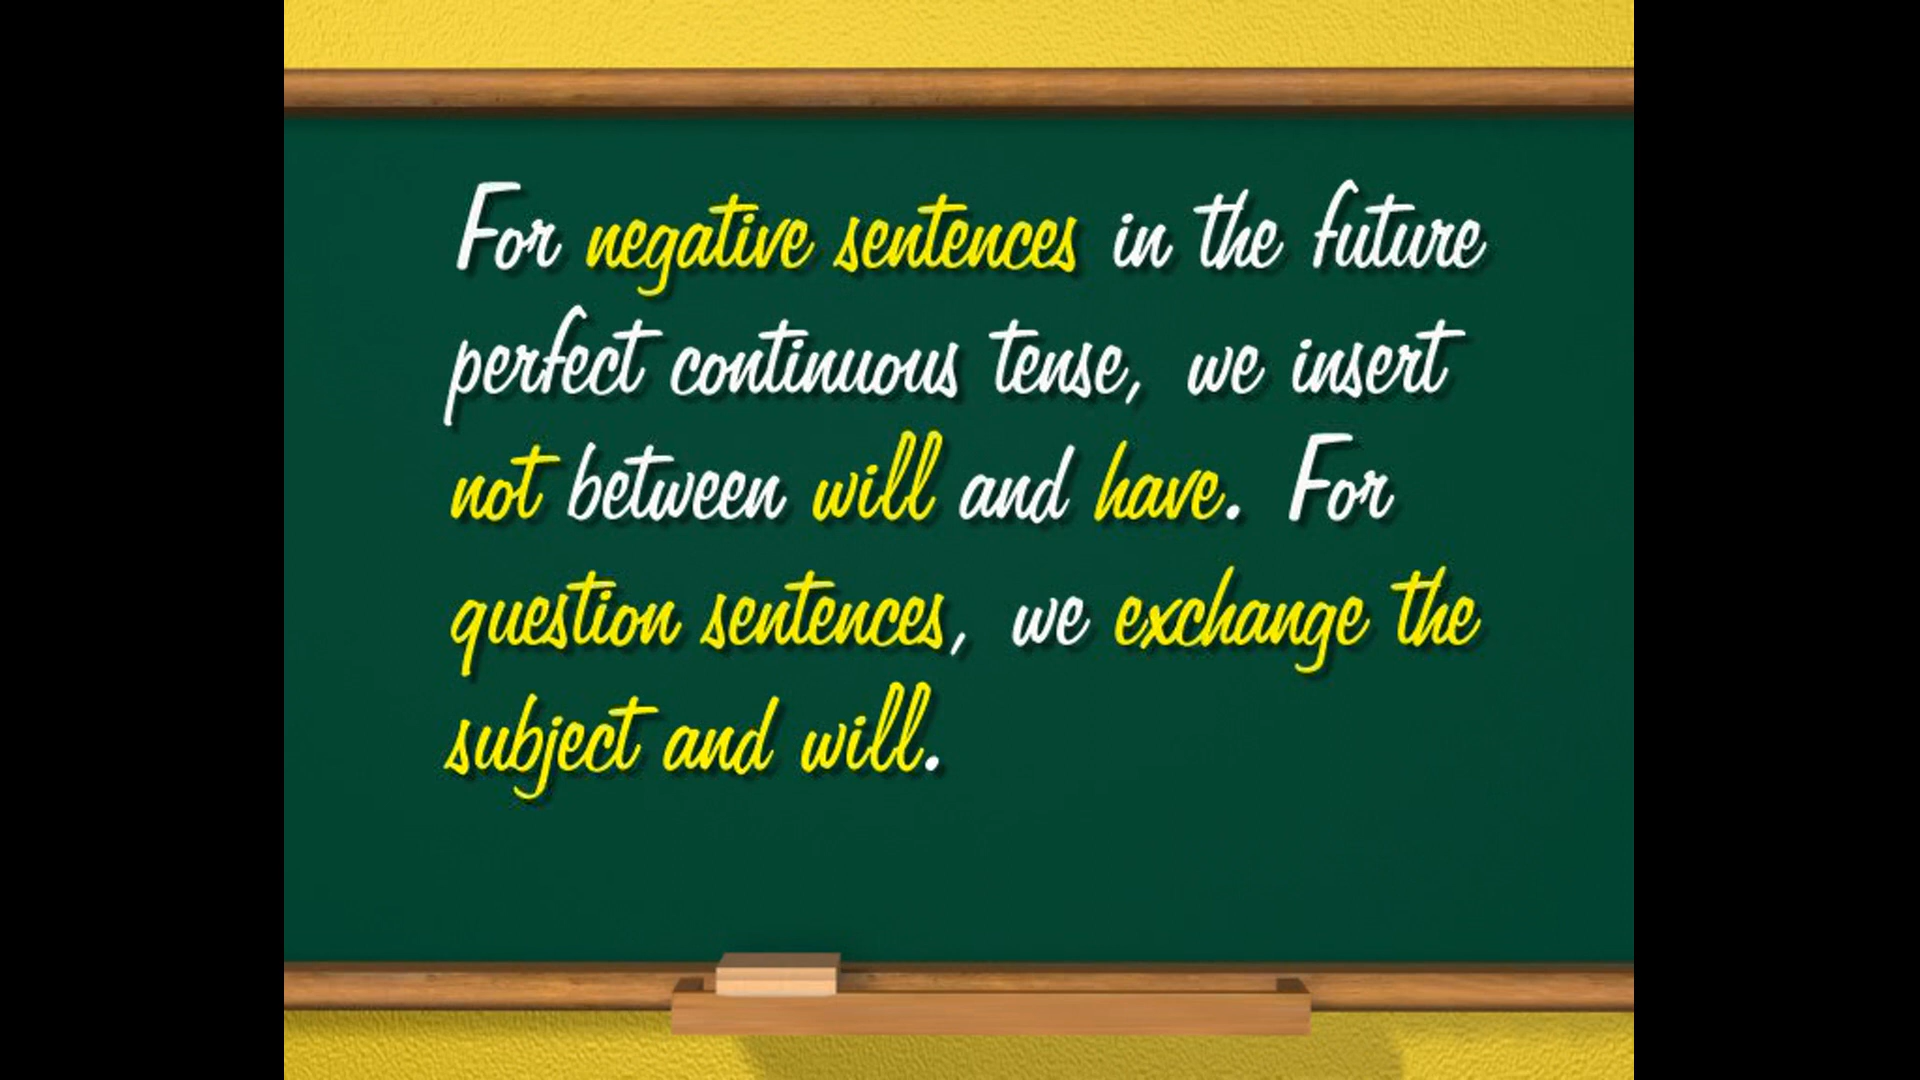 For negative sentences in the future
perfect continuous tense, we insert
not between will and have. For
question sentences, we exchange the
subject and will.